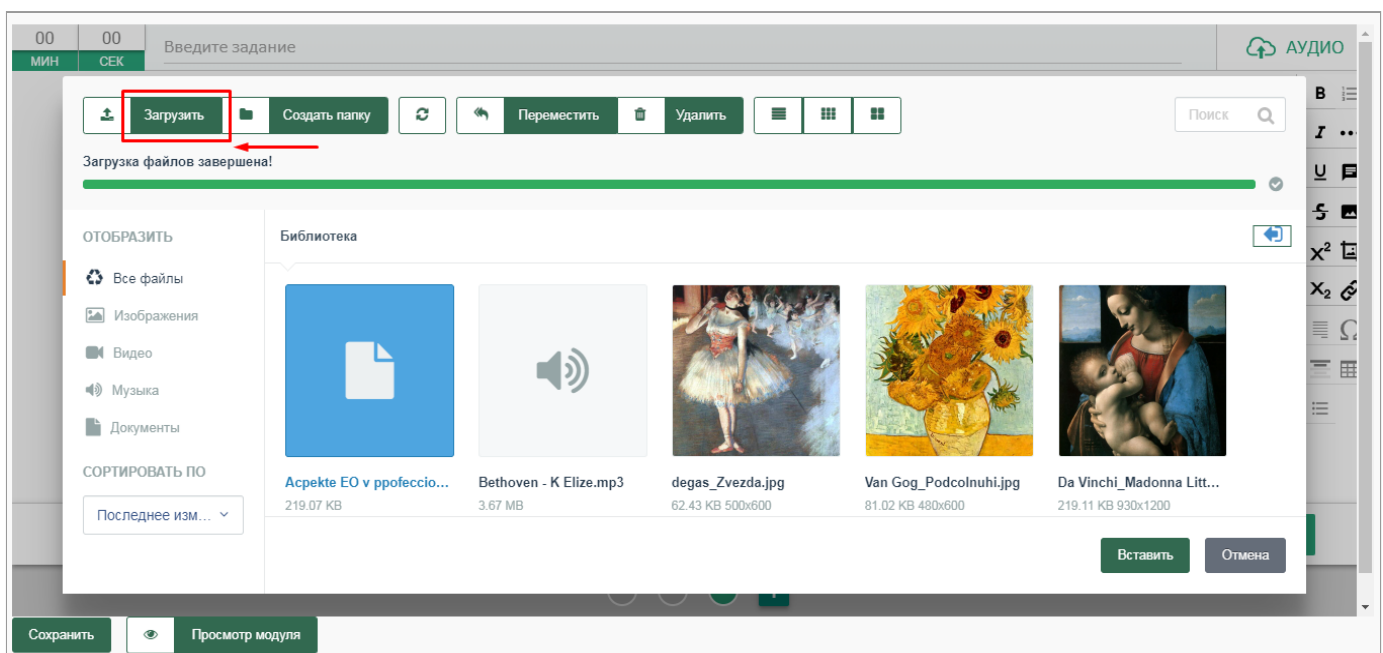 00 00
МИН СЕК
Введите задание
АУДИО
Загрузить Создать папку Переместить Удалить Поиск
Загрузка файлов завершена!
ОТОБРАЗИТЬ
Все файлы
Изображения
Видео
Музыка
Документы
СОРТИРОВАТЬ ПО
Последнее изм...
Библиотека
Acpekte EO v ppofeccio...
219.07 KB
Bethoven - K Elize.mp3
3.67 MB
degas_Zvezda.jpg
62.43 KB 500x600
Van Gog_Podcolnuhi.jpg
81.02 KB 480x600
Da Vinchi_Madonna Litt...
219.11 KB 930x1200
Вставить Отмена
B
I
U
S
X²
X₂
Ω
Сохранить Просмотр модуля